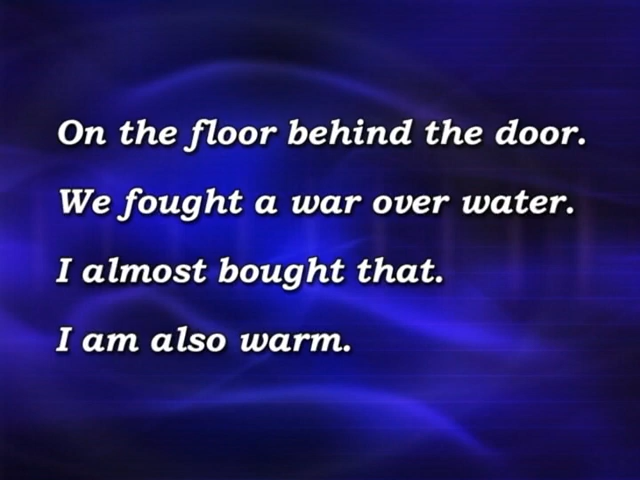 On the floor behind the door.
We fought a war over water.
I almost bought that.
I am also warm.